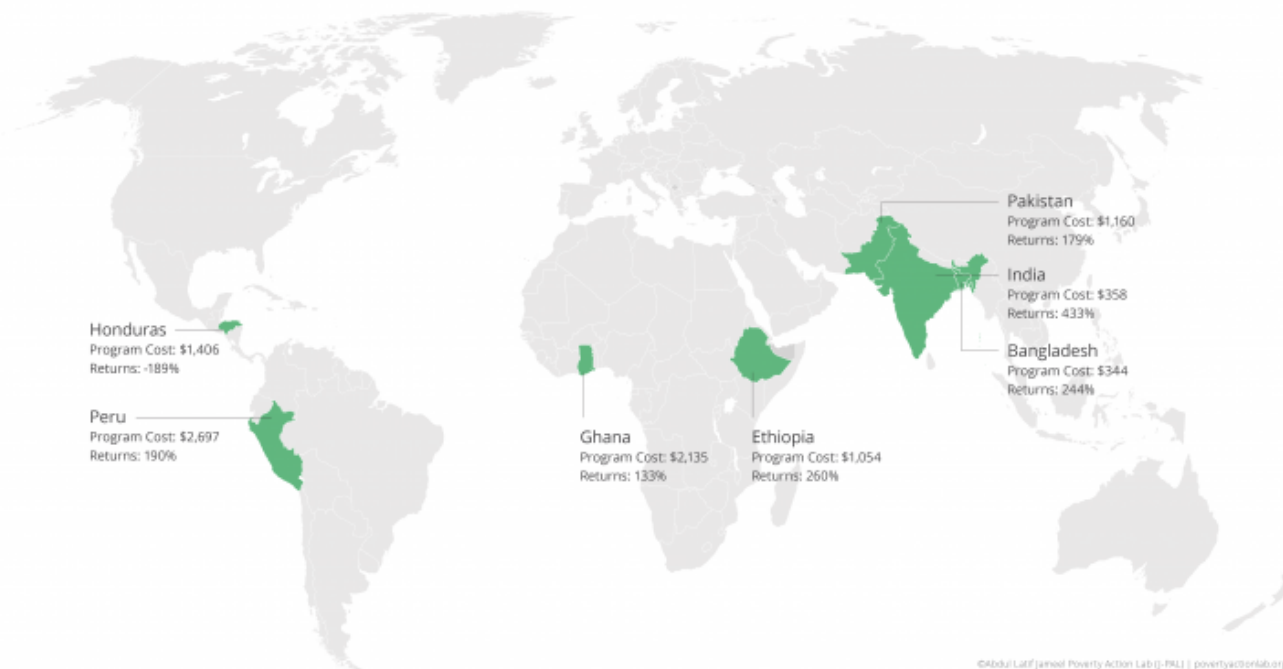 Pakistan
Program Cost: $1,160
Returns: 179%
India
Program Cost: $358
Returns: 433%
Bangladesh
Program Cost: $344
Returns: 244%
Honduras
Program Cost: $1,406
Returns: -189%
Peru
Program Cost: $2,697
Returns: 190%
Ghana
Program Cost: $2,135
Returns: 133%
Ethiopia
Program Cost: $1,054
Returns: 260%
©Abdul Latif Jameel Poverty Action Lab (J-PAL) | povertyactionlab.or